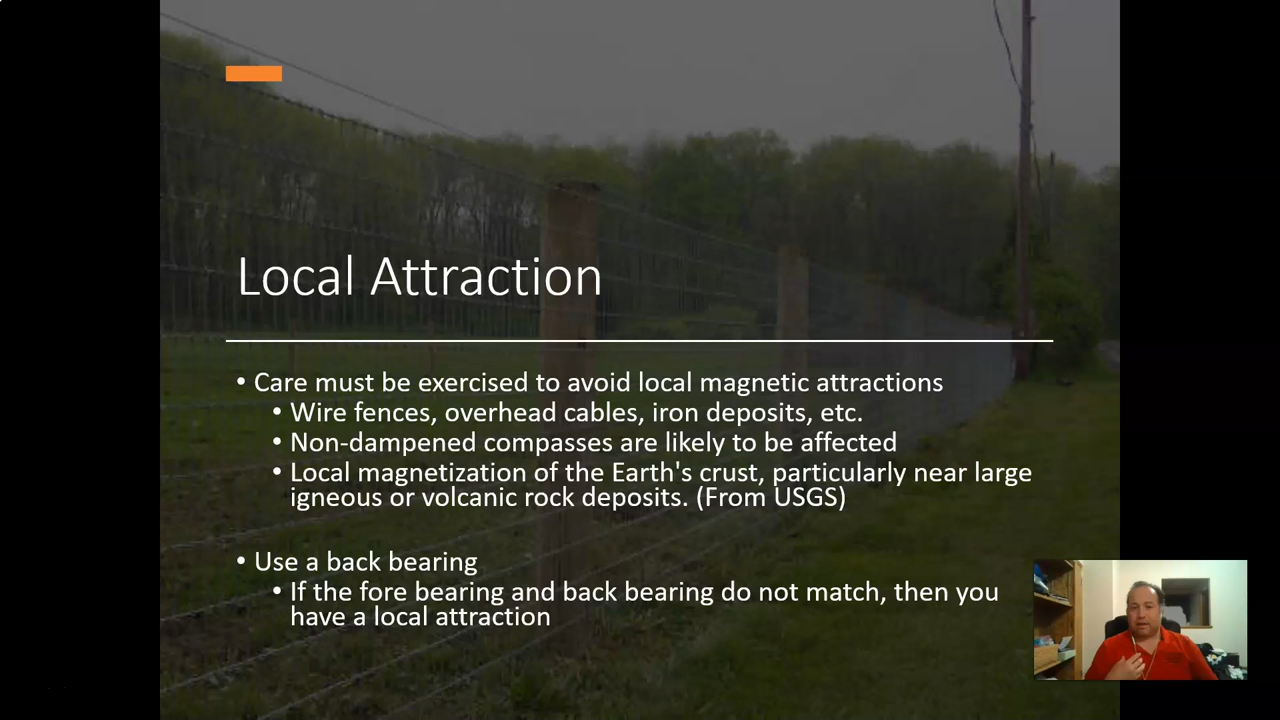 Local Attraction
• Care must be exercised to avoid local magnetic attractions
• Wire fences, overhead cables, iron deposits, etc.
• Non-dampened compasses are likely to be affected
• Local magnetization of the Earth's crust, particularly near large
igneous or volcanic rock deposits. (From USGS)
• Use a back bearing
• If the fore bearing and back bearing do not match, then you
have a local attraction